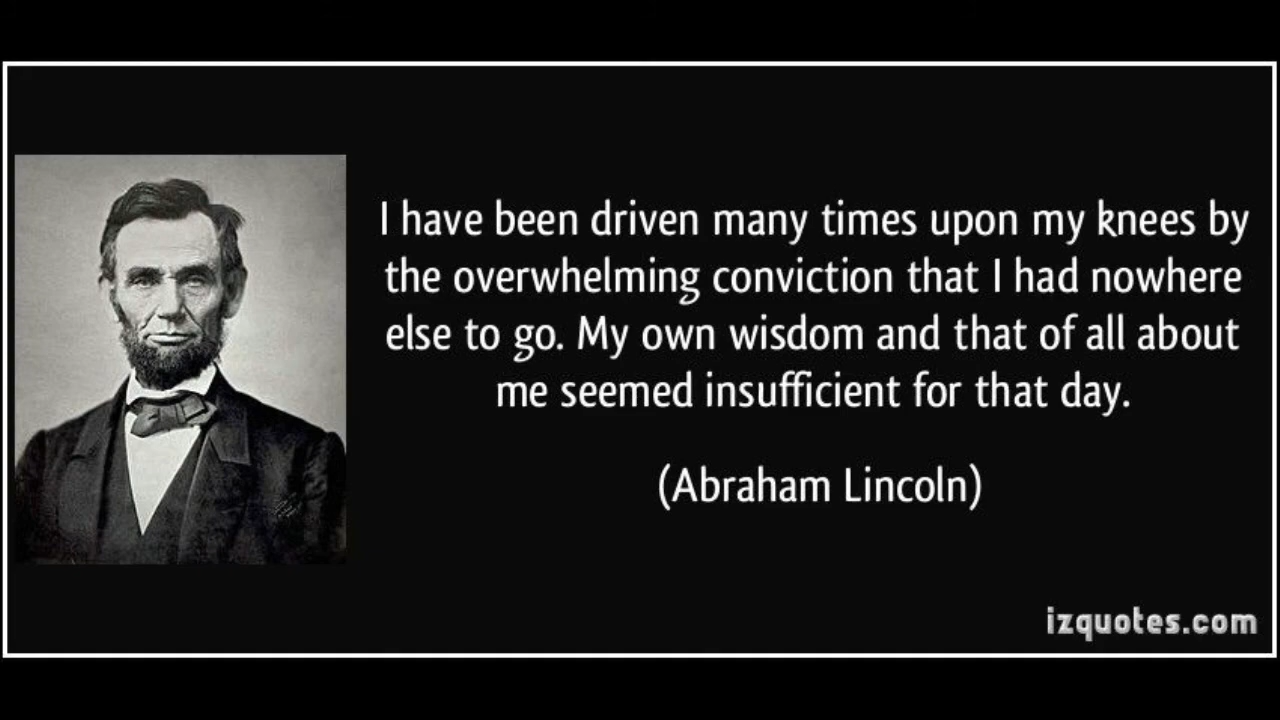 I have been driven many times upon my knees by
the overwhelming conviction that I had nowhere
else to go. My own wisdom and that of all about
me seemed insufficient for that day.
(Abraham Lincoln)
izquotes.com